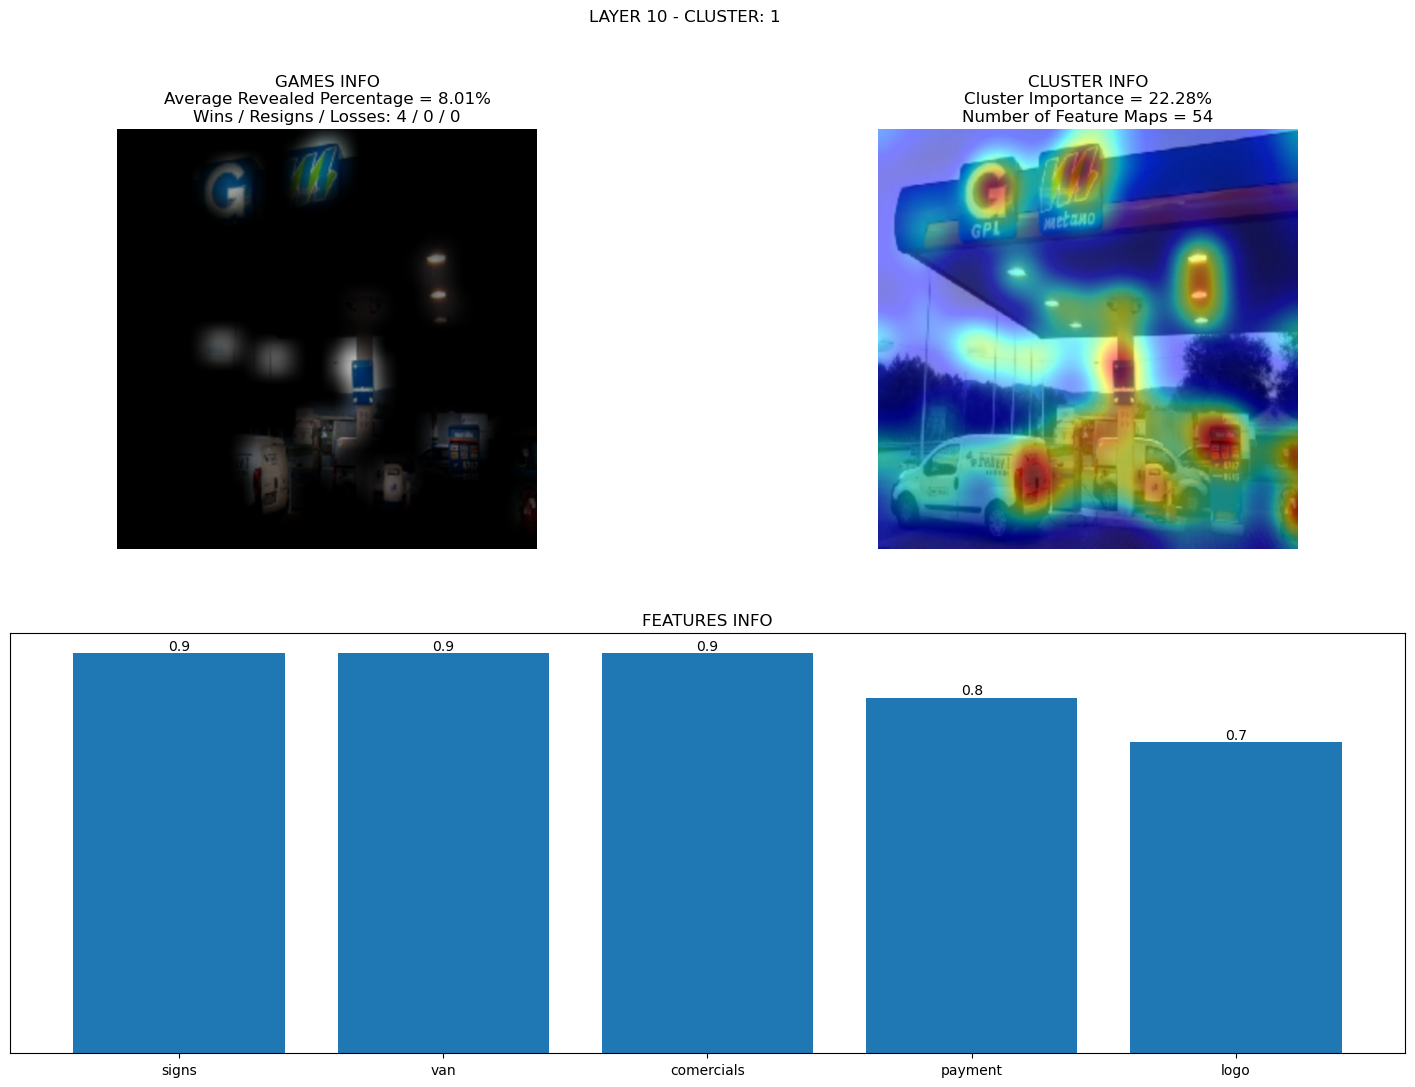 LAYER 10 - CLUSTER: 1
GAMES INFO
Average Revealed Percentage = 8.01%
Wins / Resigns / Losses: 4 / 0 / 0
G
CLUSTER INFO
Cluster Importance = 22.28%
Number of Feature Maps = 54
G
GPL
metano
FEATURES INFO
0.9
0.9
0.9
0.8
0.7
signs
van
comercials
payment
logo